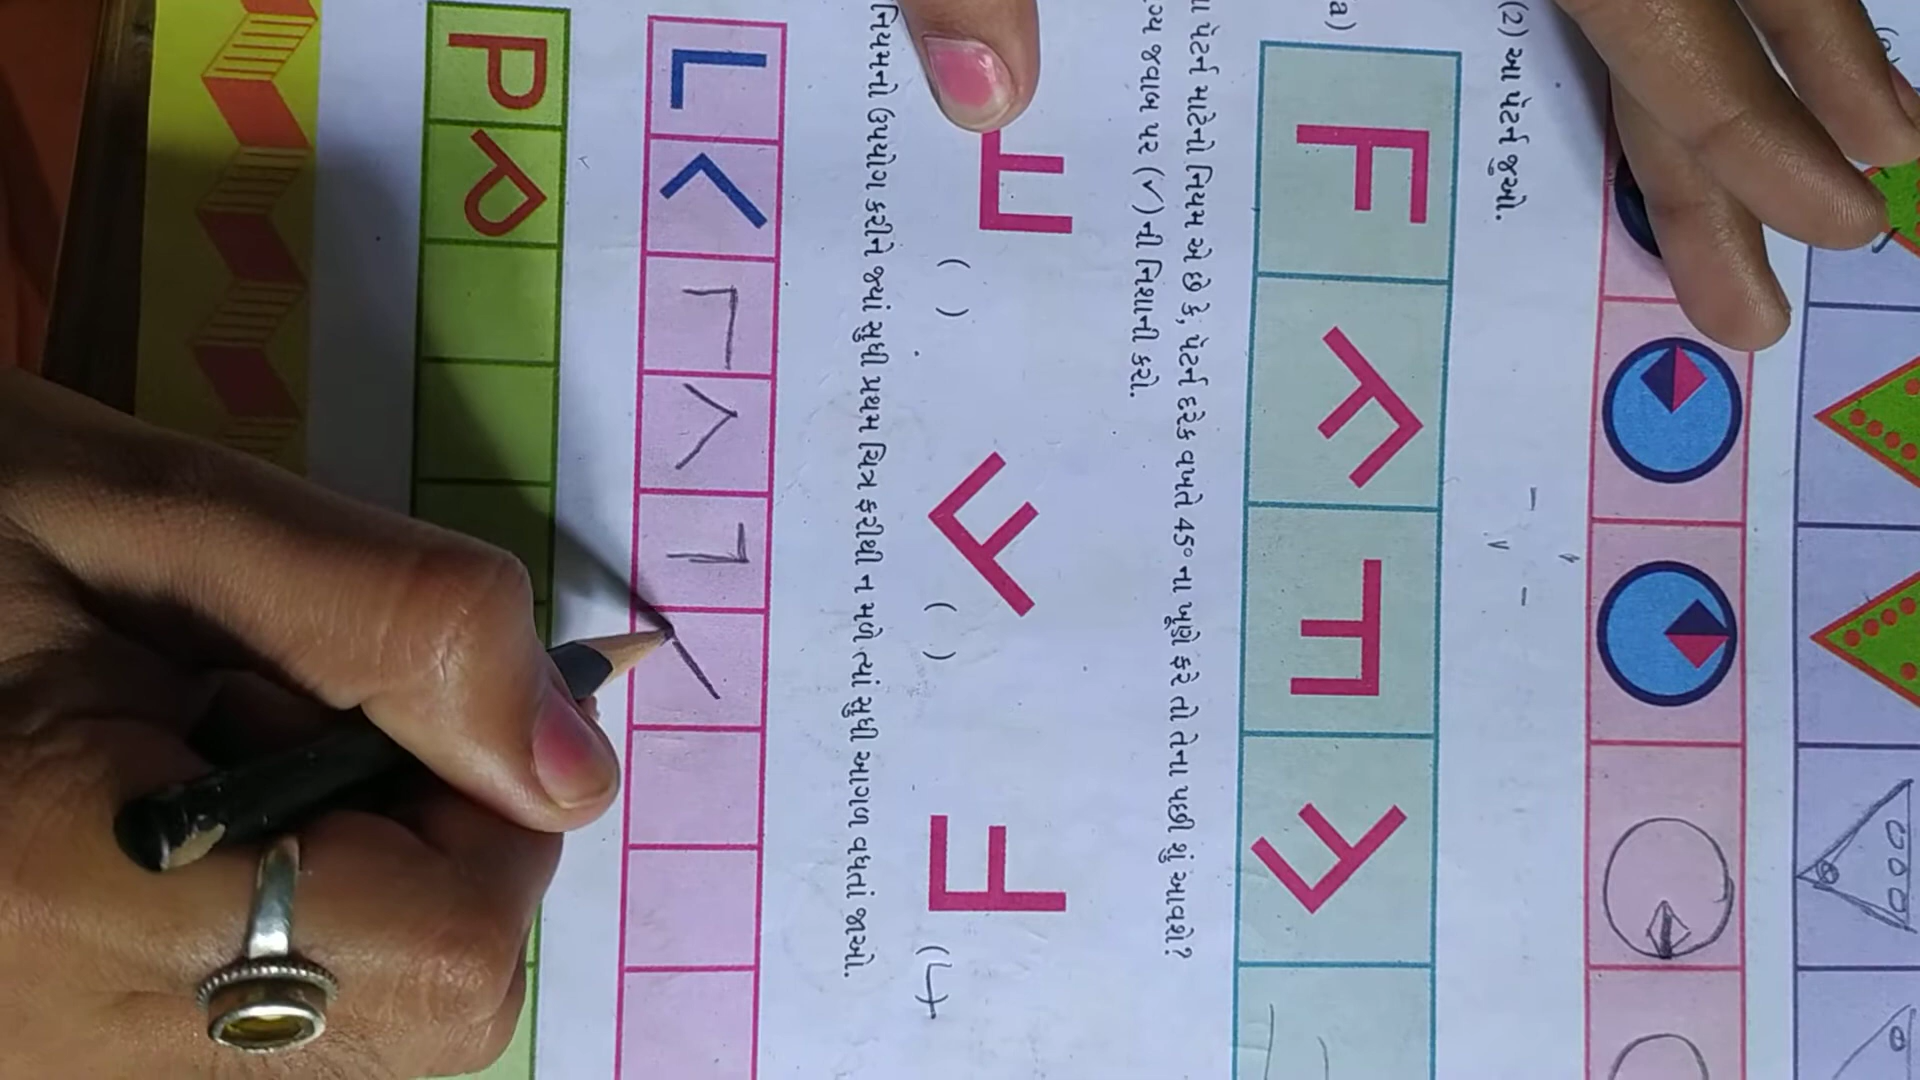 (2) આ પેટર્ન જુઓ.
a)
F F F F
પેટર્ન માટેનો નિયમ એ છે કે, પેટર્ન દરેક વખતે 45° ના ખૂણે ફરે તો તેના પછી શું આવશે?
જવાબ પર (✓) ની નિશાની કરો.
F F F
( ) ( ) (
નિયમનો ઉપયોગ કરીને જ્યાં સુધી પ્રથમ ચિત્ર ફરીથી ન મળે ત્યાં સુધી આગળ વધતાં જાઓ.
L L L L L
P P